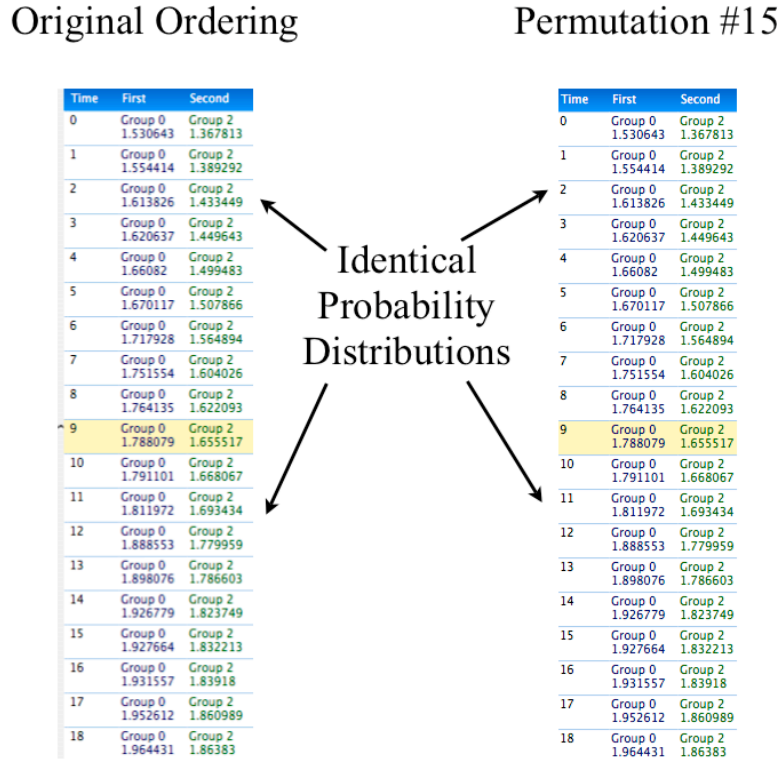 Original Ordering
Permutation #15
Time First Second
0 Group 0 Group 2
1.530643 1.367813
1 Group 0 Group 2
1.554414 1.389292
2 Group 0 Group 2
1.613826 1.433449
3 Group 0 Group 2
1.620637 1.449643
4 Group 0 Group 2
1.66082 1.499483
5 Group 0 Group 2
1.670117 1.507866
6 Group 0 Group 2
1.717928 1.564894
7 Group 0 Group 2
1.751554 1.604026
8 Group 0 Group 2
1.764135 1.622093
9 Group 0 Group 2
1.788079 1.655517
10 Group 0 Group 2
1.791101 1.668067
11 Group 0 Group 2
1.811972 1.693434
12 Group 0 Group 2
1.888553 1.779959
13 Group 0 Group 2
1.898076 1.786603
14 Group 0 Group 2
1.926779 1.823749
15 Group 0 Group 2
1.927664 1.832213
16 Group 0 Group 2
1.931557 1.83918
17 Group 0 Group 2
1.952612 1.860989
18 Group 0 Group 2
1.964431 1.86383
Identical
Probability
Distributions
Time First Second
0 Group 0 Group 2
1.530643 1.367813
1 Group 0 Group 2
1.554414 1.389292
2 Group 0 Group 2
1.613826 1.433449
3 Group 0 Group 2
1.620637 1.449643
4 Group 0 Group 2
1.66082 1.499483
5 Group 0 Group 2
1.670117 1.507866
6 Group 0 Group 2
1.717928 1.564894
7 Group 0 Group 2
1.751554 1.604026
8 Group 0 Group 2
1.764135 1.622093
9 Group 0 Group 2
1.788079 1.655517
10 Group 0 Group 2
1.791101 1.668067
11 Group 0 Group 2
1.811972 1.693434
12 Group 0 Group 2
1.888553 1.779959
13 Group 0 Group 2
1.898076 1.786603
14 Group 0 Group 2
1.926779 1.823749
15 Group 0 Group 2
1.927664 1.832213
16 Group 0 Group 2
1.931557 1.83918
17 Group 0 Group 2
1.952612 1.860989
18 Group 0 Group 2
1.964431 1.86383